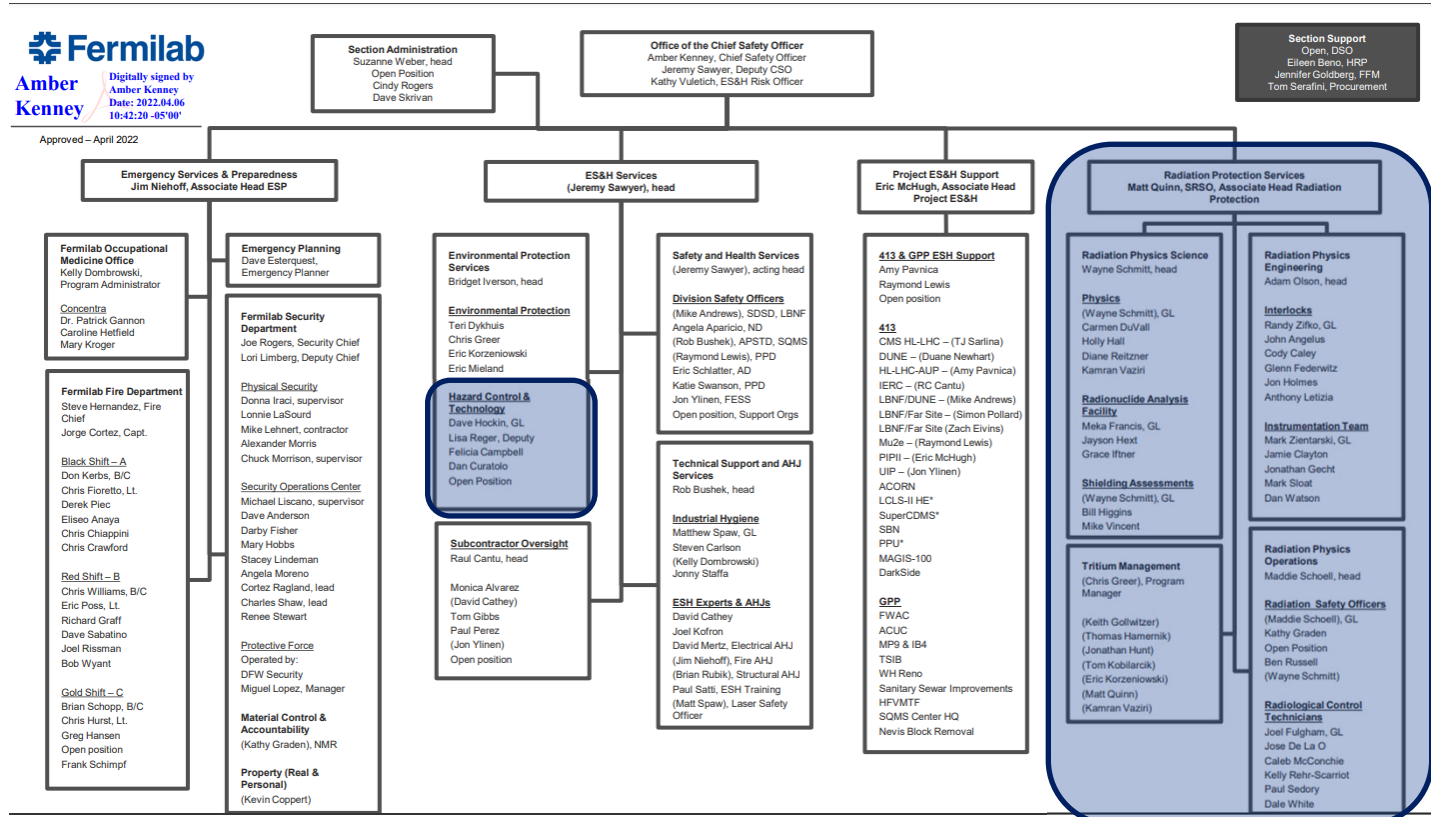 Fermilab
Amber
Kenney
Digitally signed by
Amber Kenney
Date: 2022.04.06
10:42:20 -05'00'
Approved – April 2022
Section Administration
Suzanne Weber, head
Open Position
Cindy Rogers
Dave Skrivan
Office of the Chief Safety Officer
Amber Kenney, Chief Safety Officer
Jeremy Sawyer, Deputy CSO
Kathy Vuletich, ES&H Risk Officer
Section Support
Open, DSO
Eileen Beno, HRP
Jennifer Goldberg, FFM
Tom Serafini, Procurement
Emergency Services & Preparedness
Jim Niehoff, Associate Head ESP
ES&H Services
(Jeremy Sawyer), head
Project ES&H Support
Eric McHugh, Associate Head
Project ES&H
Radiation Protection Services
Matt Quinn, SRSO, Associate Head Radiation
Protection
Fermilab Occupational
Medicine Office
Kelly Dombrowski,
Program Administrator
Concentra
Dr. Patrick Gannon
Caroline Hetfield
Mary Kroger
Fermilab Fire Department
Steve Hernandez, Fire
Chief
Jorge Cortez, Capt.
Black Shift – A
Don Kerbs, B/C
Chris Fioretto, Lt.
Derek Piec
Eliseo Anaya
Chris Chiappini
Chris Crawford
Red Shift – B
Chris Williams, B/C
Eric Poss, Lt.
Richard Graff
Dave Sabatino
Joel Rissman
Bob Wyant
Gold Shift – C
Brian Schopp, B/C
Chris Hurst, Lt.
Greg Hansen
Open position
Frank Schimpf
Emergency Planning
Dave Esterquest,
Emergency Planner
Fermilab Security
Department
Joe Rogers, Security Chief
Lori Limberg, Deputy Chief
Physical Security
Donna Iraci, supervisor
Lonnie LaSourd
Mike Lehnert, contractor
Alexander Morris
Chuck Morrison, supervisor
Security Operations Center
Michael Liscano, supervisor
Dave Anderson
Darby Fisher
Mary Hobbs
Stacey Lindeman
Angela Moreno
Cortez Ragland, lead
Charles Shaw, lead
Renee Stewart
Protective Force
Operated by:
DFW Security
Miguel Lopez, Manager
Material Control &
Accountability
(Kathy Graden), NMR
Property (Real &
Personal)
(Kevin Coppert)
Environmental Protection
Services
Bridget Iverson, head
Environmental Protection
Teri Dykhuis
Chris Greer
Eric Korzeniowski
Eric Mieland
Hazard Control &
Technology
Dave Hockin, GL
Lisa Reger, Deputy
Felicia Campbell
Dan Curatolo
Open Position
Subcontractor Oversight
Raul Cantu, head
Monica Alvarez
(David Cathey)
Tom Gibbs
Paul Perez
(Jon Ylinen)
Open position
Safety and Health Services
(Jeremy Sawyer), acting head
Division Safety Officers
(Mike Andrews), SDSD, LBNF
Angela Aparicio, ND
(Rob Bushek), APSTD, SQMS
(Raymond Lewis), PPD
Eric Schlatter, AD
Katie Swanson, PPD
Jon Ylinen, FESS
Open position, Support Orgs
Technical Support and AHJ
Services
Rob Bushek, head
Industrial Hygiene
Matthew Spaw, GL
Steven Carlson
(Kelly Dombrowski)
Jonny Staffa
ESH Experts & AHJs
David Cathey
Joel Kofron
David Mertz, Electrical AHJ
(Jim Niehoff), Fire AHJ
(Brian Rubik), Structural AHJ
Paul Satti, ESH Training
(Matt Spaw), Laser Safety
Officer
413 & GPP ESH Support
Amy Pavnica
Raymond Lewis
Open position
413
CMS HL-LHC – (TJ Sarlina)
DUNE – (Duane Newhart)
HL-LHC-AUP – (Amy Pavnica)
IERC – (RC Cantu)
LBNF/DUNE – (Mike Andrews)
LBNF/Far Site – (Simon Pollard)
LBNF/Far Site (Zach Eivins)
Mu2e – (Raymond Lewis)
PIPII – (Eric McHugh)
UIP – (Jon Ylinen)
ACORN
LCLS-II HE*
SuperCDMS*
SBN
PPU*
MAGIS-100
DarkSide
GPP
FWAC
ACUC
MP9 & IB4
TSIB
WH Reno
Sanitary Sewar Improvements
HFVMTF
SQMS Center HQ
Nevis Block Removal
Radiation Physics Science
Wayne Schmitt, head
Physics
(Wayne Schmitt), GL
Carmen DuVall
Holly Hall
Diane Reitzner
Kamran Vaziri
Radionuclide Analysis
Facility
Meka Francis, GL
Jayson Hext
Grace Iftner
Shielding Assessments
(Wayne Schmitt), GL
Bill Higgins
Mike Vincent
Tritium Management
(Chris Greer), Program
Manager
(Keith Gollwitzer)
(Thomas Hamernik)
(Jonathan Hunt)
(Tom Kobilarcik)
(Eric Korzeniowski)
(Matt Quinn)
(Kamran Vaziri)
Radiation Physics
Engineering
Adam Olson, head
Interlocks
Randy Zifko, GL
John Angelus
Cody Caley
Glenn Federwitz
Jon Holmes
Anthony Letizia
Instrumentation Team
Mark Zientarski, GL
Jamie Clayton
Jonathan Gecht
Mark Sloat
Dan Watson
Radiation Physics
Operations
Maddie Schoell, head
Radiation Safety Officers
(Maddie Schoell), GL
Kathy Graden
Open Position
Ben Russell
(Wayne Schmitt)
Radiological Control
Technicians
Joel Fulgham, GL
Jose De La O
Caleb McConchie
Kelly Rehr-Scarriot
Paul Sedory
Dale White